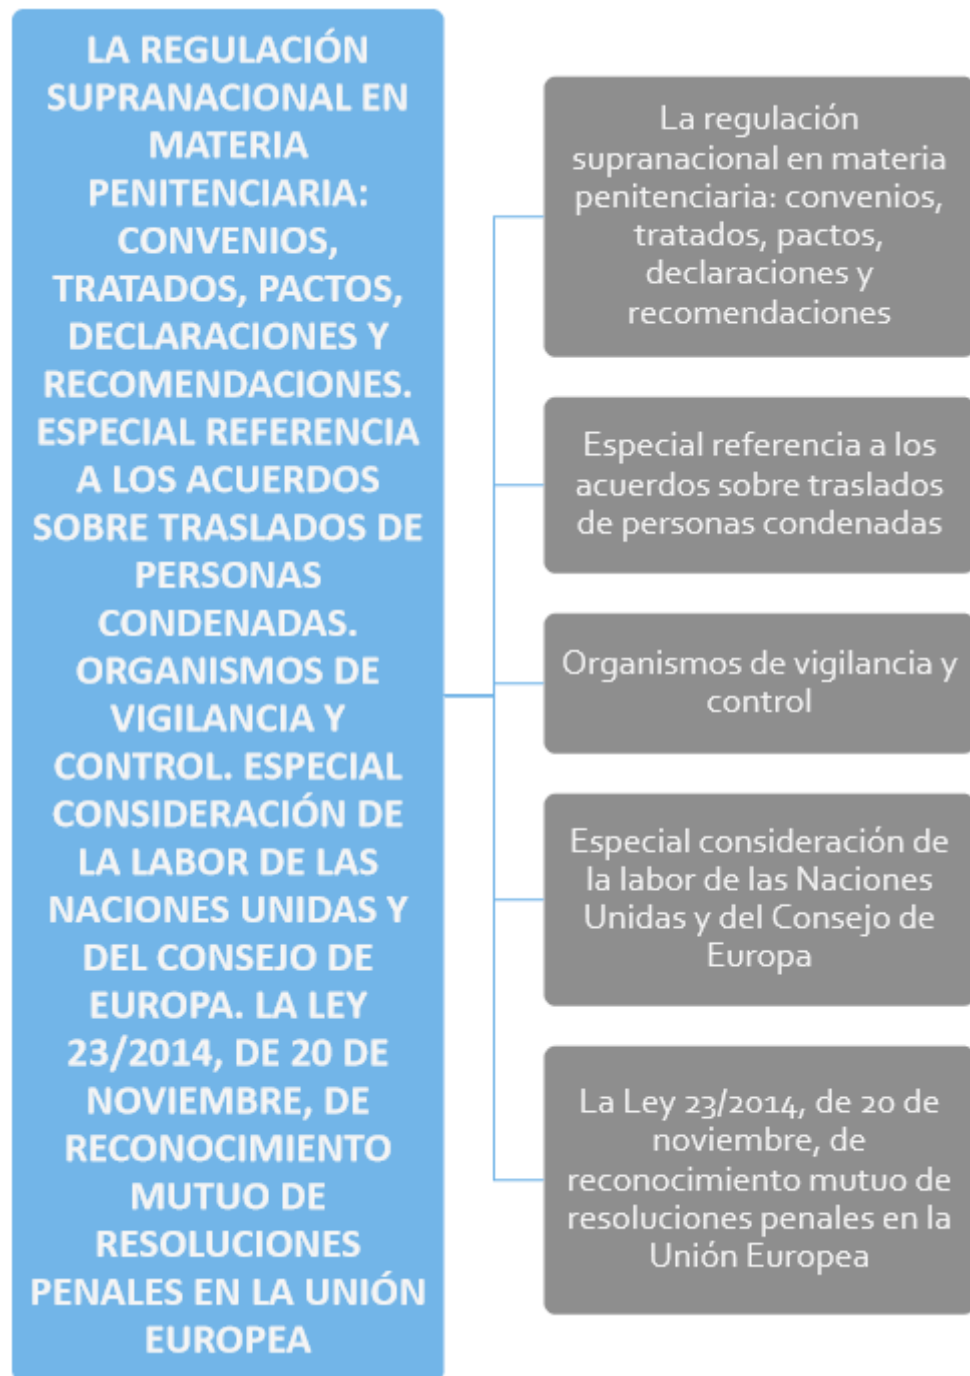 LA REGULACIÓN
SUPRANACIONAL EN
MATERIA
PENITENCIARIA:
CONVENIOS,
TRATADOS, PACTOS,
DECLARACIONES Y
RECOMENDACIONES.
ESPECIAL REFERENCIA
A LOS ACUERDOS
SOBRE TRASLADOS DE
PERSONAS
CONDENADAS.
ORGANISMOS DE
VIGILANCIA Y
CONTROL. ESPECIAL
CONSIDERACIÓN DE
LA LABOR DE LAS
NACIONES UNIDAS Y
DEL CONSEJO DE
EUROPA. LA LEY
23/2014, DE 20 DE
NOVIEMBRE, DE
RECONOCIMIENTO
MUTUO DE
RESOLUCIONES
PENALES EN LA UNIÓN
EUROPEA
La regulación
supranacional en materia
penitenciaria: convenios,
tratados, pactos,
declaraciones y
recomendaciones
Especial referencia a los
acuerdos sobre traslados
de personas condenadas
Organismos de vigilancia y
control
Especial consideración de
la labor de las Naciones
Unidas y del Consejo de
Europa
La Ley 23/2014, de 20 de
noviembre, de
reconocimiento mutuo de
resoluciones penales en la
Unión Europea